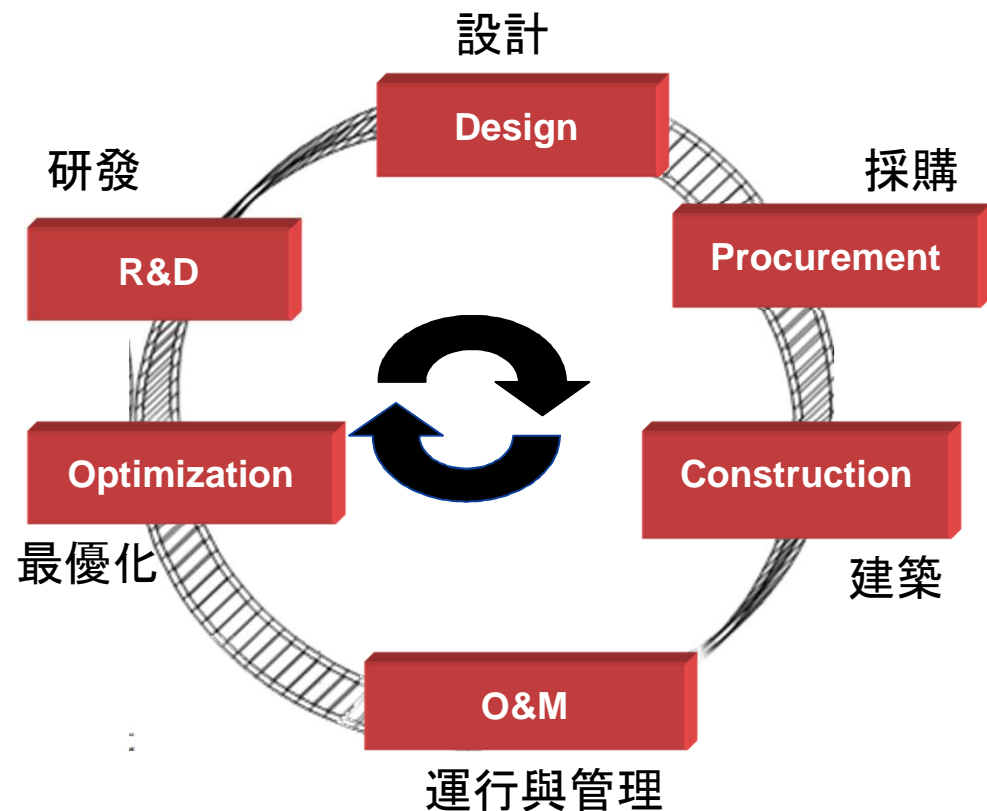 設計
Design
研發
採購
R&D
Procurement
Optimization
Construction
最優化
建築
O&M
運行與管理